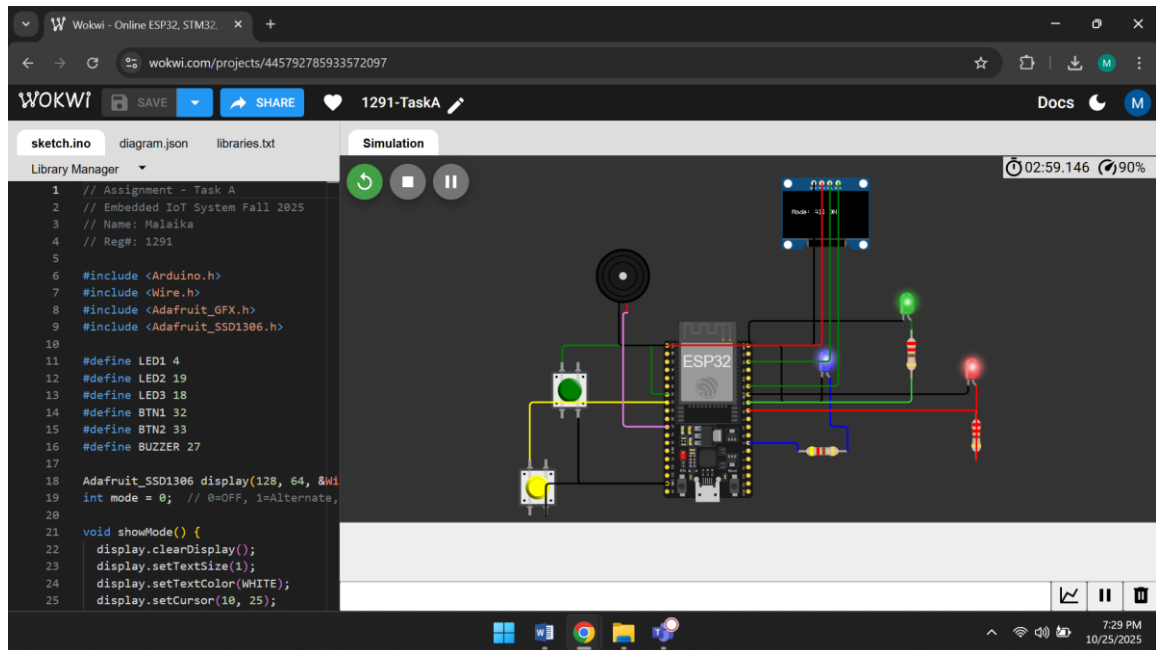 Wokwi - Online ESP32, STM32,
wokwi.com/projects/445792785933572097
M
WOKWI
SAVE
SHARE
1291-TaskA
Docs
M
sketch.ino
diagram.json
libraries.txt
Simulation
Library Manager
02:59.146
90%
1 // Assignment - Task A
2 // Embedded IoT System Fall 2025
3 // Name: Malaika
4 // Reg#: 1291
5
6 #include <Arduino.h>
7 #include <Wire.h>
8 #include <Adafruit_GFX.h>
9 #include <Adafruit_SSD1306.h>
10
11 #define LED1 4
12 #define LED2 19
13 #define LED3 18
14 #define BTN1 32
15 #define BTN2 33
16 #define BUZZER 27
17
18 Adafruit_SSD1306 display(128, 64, &Wi
19 int mode = 0; // 0=OFF, 1=Alternate,
20
21 void showMode() {
22 display.clearDisplay();
23 display.setTextSize(1);
24 display.setTextColor(WHITE);
25 display.setCursor(10, 25);
Mode: All ON
ESP32
7:29 PM
10/25/2025